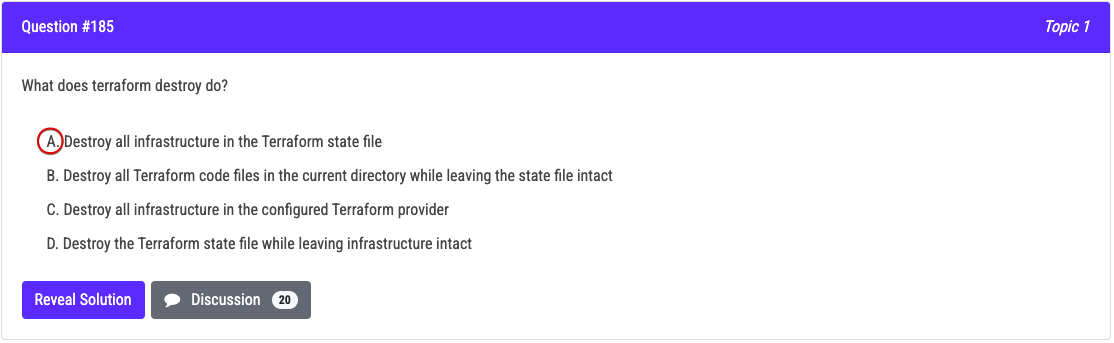 Question #185 Topic 1
What does terraform destroy do?
A. Destroy all infrastructure in the Terraform state file
B. Destroy all Terraform code files in the current directory while leaving the state file intact
C. Destroy all infrastructure in the configured Terraform provider
D. Destroy the Terraform state file while leaving infrastructure intact
Reveal Solution Discussion 20